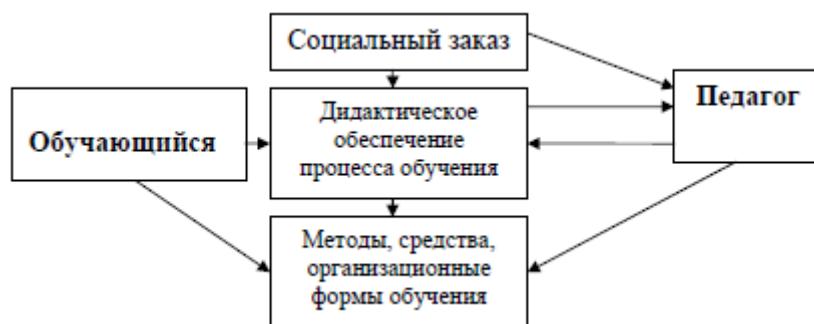 Социальный заказ
Педагог
Обучающийся
Дидактическое
обеспечение
процесса обучения
Методы, средства,
организационные
формы обучения